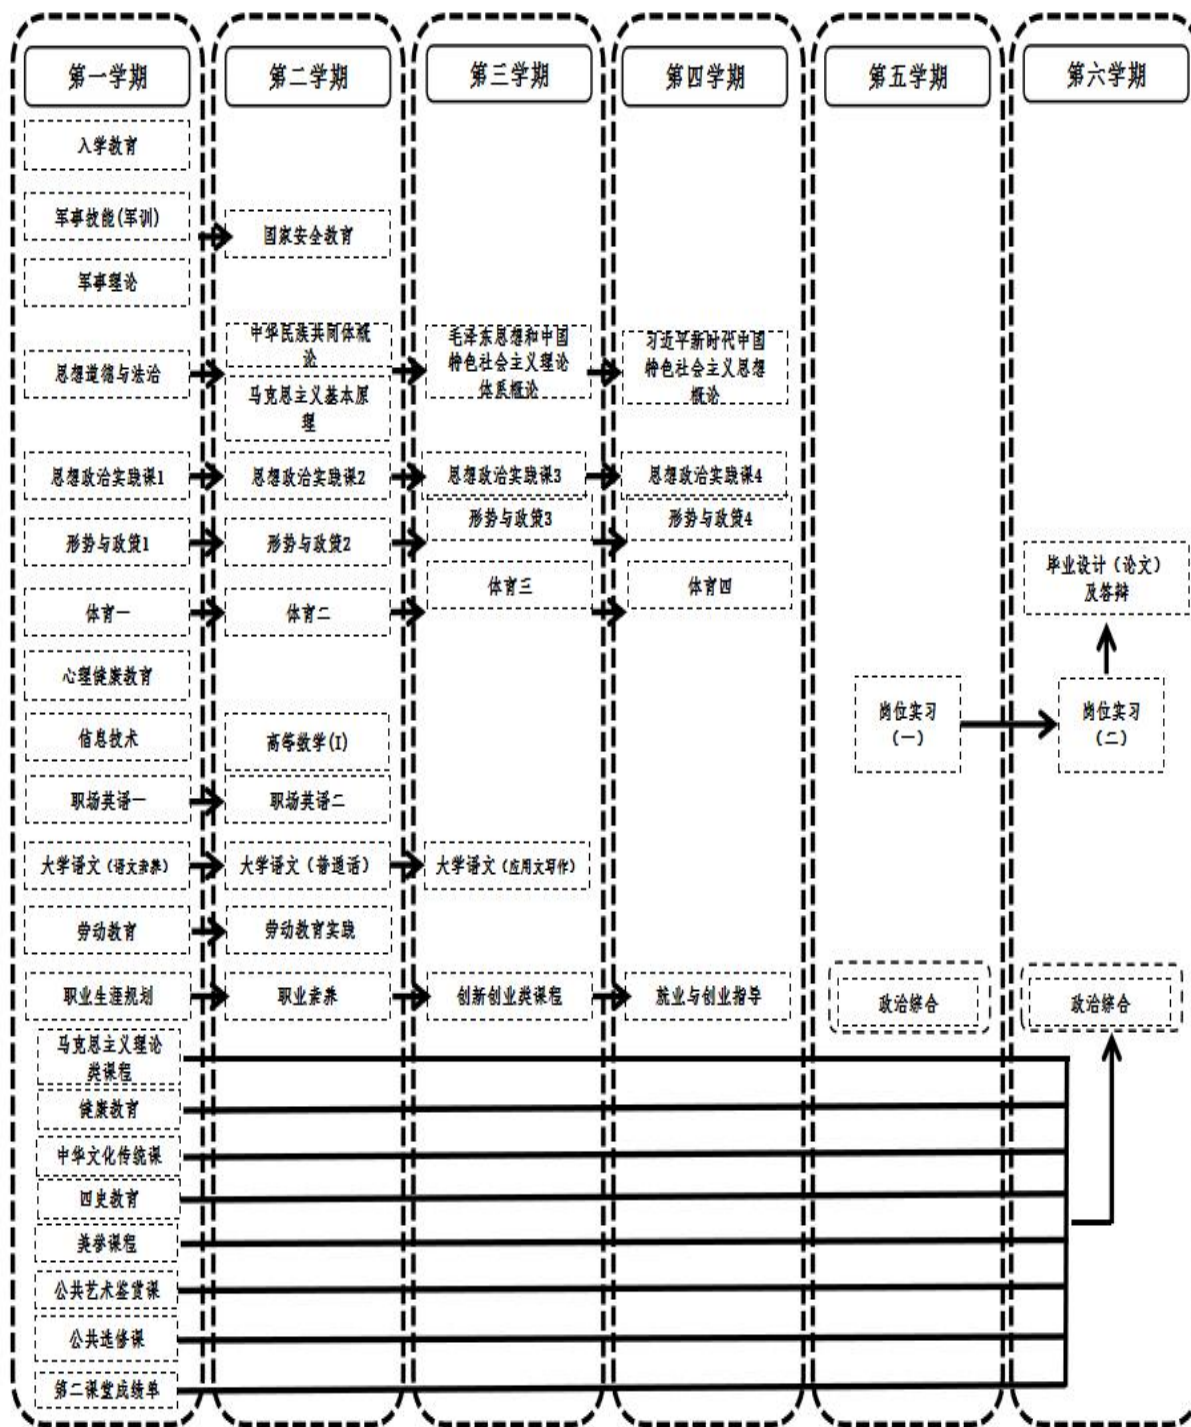 第一学期
第二学期
第三学期
第四学期
第五学期
第六学期
入学教育
军事技能(军训)
国家安全教育
军事理论
思想道德与法治
中华民族共同体概
论
马克思主义基本原
理
毛泽东思想和中国
特色社会主义理论
体系概论
习近平新时代中国
特色社会主义思想
概论
思想政治实践课1
思想政治实践课2
思想政治实践课3
思想政治实践课4
形势与政策1
形势与政策2
形势与政策3
形势与政策4
体育一
体育二
体育三
体育四
毕业设计（论文）
及答辩
心理健康教育
信息技术
高等数学(I)
岗位实习
（一）
岗位实习
（二）
职场英语一
职场英语二
大学语文（语文素养）
大学语文（普通话）
大学语文（应用文写作）
劳动教育
劳动教育实践
职业生涯规划
职业素养
创新创业类课程
就业与创业指导
政治综合
政治综合
马克思主义理论
类课程
健康教育
中华文化传统课
四史教育
美学课程
公共艺术鉴赏课
公共选修课
第二课堂成绩单